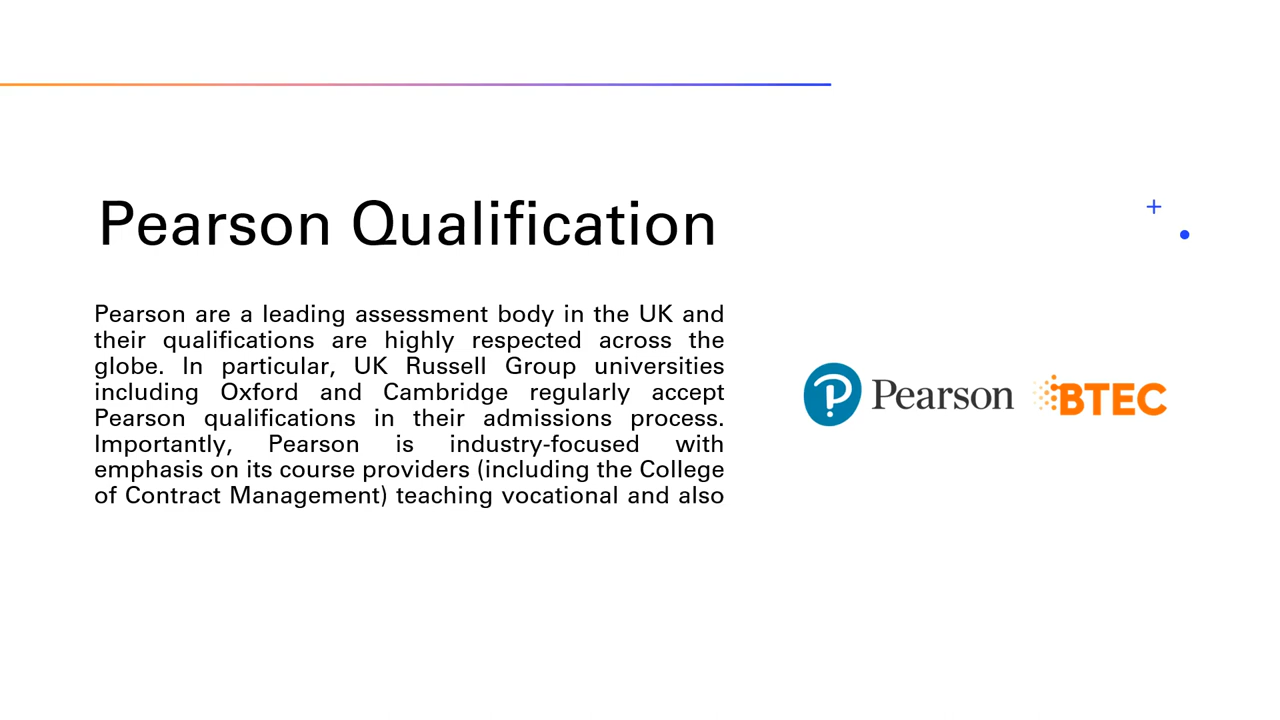 Pearson Qualification
Pearson are a leading assessment body in the UK and
their qualifications are highly respected across the
globe. In particular, UK Russell Group universities
including Oxford and Cambridge regularly accept
Pearson qualifications in their admissions process.
Importantly, Pearson is industry-focused with
emphasis on its course providers (including the College
of Contract Management) teaching vocational and also
Pearson BTEC